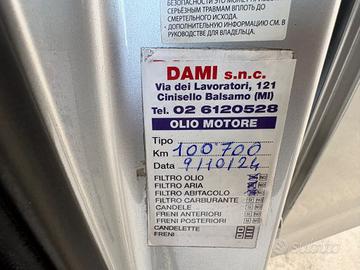 СЕРЬЁЗНЫМ ТРАВМАМ ВПЛОТЬ ДО
СМЕРТЕЛЬНОГО ИСХОДА.
• ДОПОЛНИТЕЛЬНУЮ ИНФОРМАЦИЮ СМ. В
РУКОВОДСТВЕ ДЛЯ ВЛАДЕЛЬЦА.
DAMI s.n.c.
Via dei Lavoratori, 121
Cinisello Balsamo (MI)
Tel. 02 6120528
OLIO MOTORE
Tipo
Km 100700
Data 9/10/24
FILTRO OLIO
FILTRO ARIA
FILTRO ABITACOLO
FILTRO CARBURANTE
CANDELE
FRENI ANTERIORI
FRENI POSTERIORI
CANDELETTE
FRENI
subito